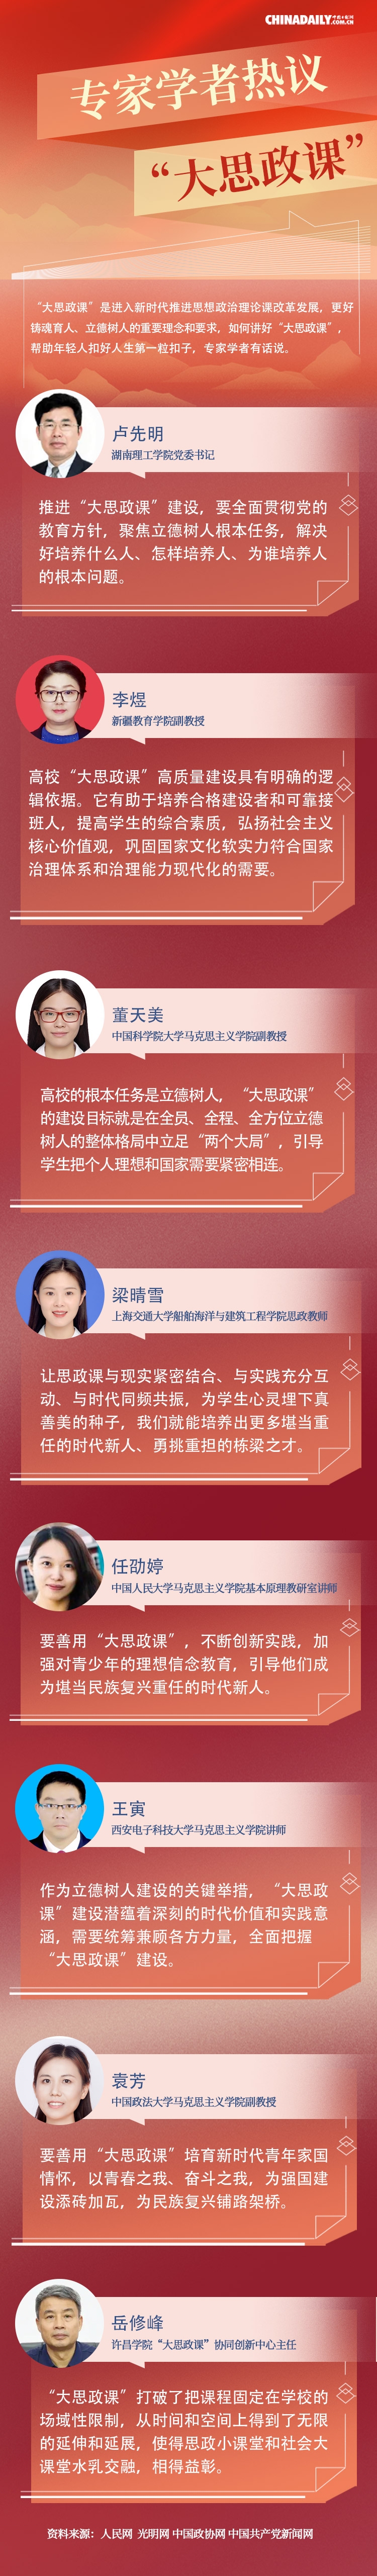 CHINADAILY 中国日报网
.COM.CN
专家学者热议
“大思政课”
“大思政课”是进入新时代推进思想政治理论课改革发展，更好
铸魂育人、立德树人的重要理念和要求，如何讲好“大思政课”，
帮助年轻人扣好人生第一粒扣子，专家学者有话说。
卢先明
湖南理工学院党委书记
推进“大思政课”建设，要全面贯彻党的
教育方针，聚焦立德树人根本任务，解决
好培养什么人、怎样培养人、为谁培养人
的根本问题。
李煜
新疆教育学院副教授
高校“大思政课”高质量建设具有明确的逻
辑依据。它有助于培养合格建设者和可靠接
班人，提高学生的综合素质，弘扬社会主义
核心价值观，巩固国家文化软实力符合国家
治理体系和治理能力现代化的需要。
董天美
中国科学院大学马克思主义学院副教授
高校的根本任务是立德树人，“大思政课”
的建设目标就是在全员、全程、全方位立德
树人的整体格局中立足“两个大局”，引导
学生把个人理想和国家需要紧密相连。
梁晴雪
上海交通大学船舶海洋与建筑工程学院思政教师
让思政课与现实紧密结合、与实践充分互
动、与时代同频共振，为学生心灵埋下真
善美的种子，我们就能培养出更多堪当重
任的时代新人、勇挑重担的栋梁之才。
任劭婷
中国人民大学马克思主义学院基本原理教研室讲师
要善用“大思政课”，不断创新实践，加
强对青少年的理想信念教育，引导他们成
为堪当民族复兴重任的时代新人。
王寅
西安电子科技大学马克思主义学院讲师
作为立德树人建设的关键举措，“大思政
课”建设潜蕴着深刻的时代价值和实践意
涵，需要统筹兼顾各方力量，全面把握
“大思政课”建设。
袁芳
中国政法大学马克思主义学院副教授
要善用“大思政课”培育新时代青年家国
情怀，以青春之我、奋斗之我，为强国建
设添砖加瓦，为民族复兴铺路架桥。
岳修峰
许昌学院“大思政课”协同创新中心主任
“大思政课”打破了把课程固定在学校的
场域性限制，从时间和空间上得到了无限
的延伸和延展，使得思政小课堂和社会大
课堂水乳交融，相得益彰。
资料来源：人民网 光明网 中国政协网 中国共产党新闻网